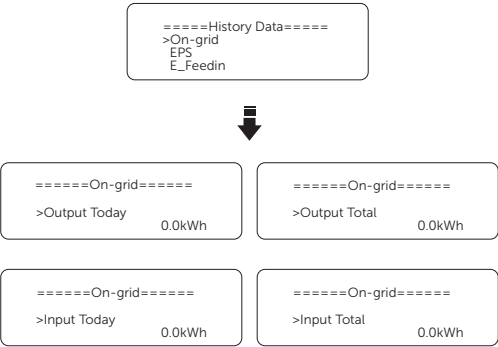 =====History Data=====
>On-grid
EPS
E_Feedin
======On-grid======
>Output Today
0.0kWh
======On-grid======
>Output Total
0.0kWh
======On-grid======
>Input Today
0.0kWh
======On-grid======
>Input Total
0.0kWh